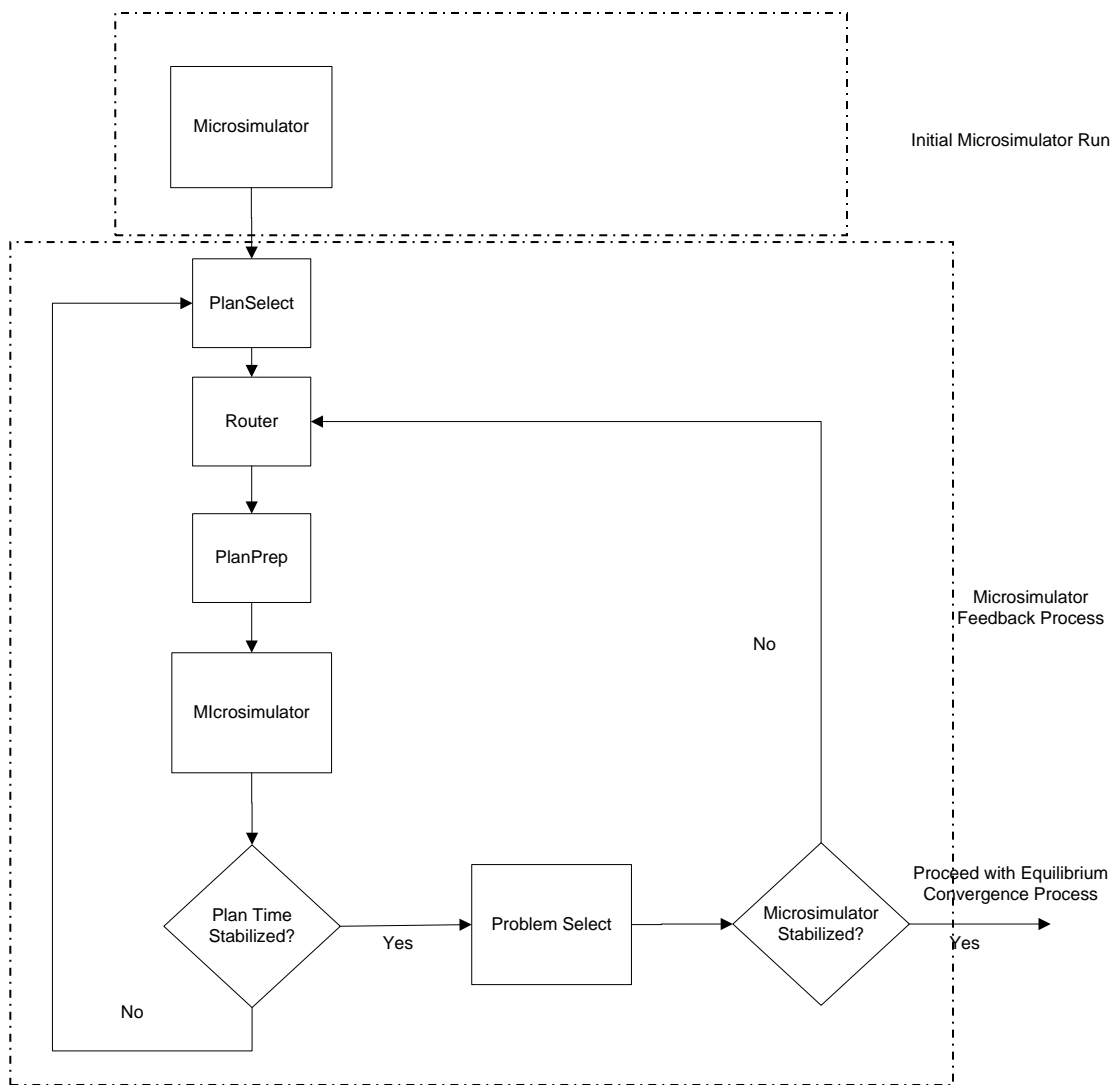 Microsimulator
Initial Microsimulator Run
PlanSelect
Router
PlanPrep
Microsimulator
Feedback Process
No
MIcrosimulator
Plan Time
Stabilized?
Yes
Problem Select
Microsimulator
Stabilized?
Proceed with Equilibrium
Convergence Process
Yes
No